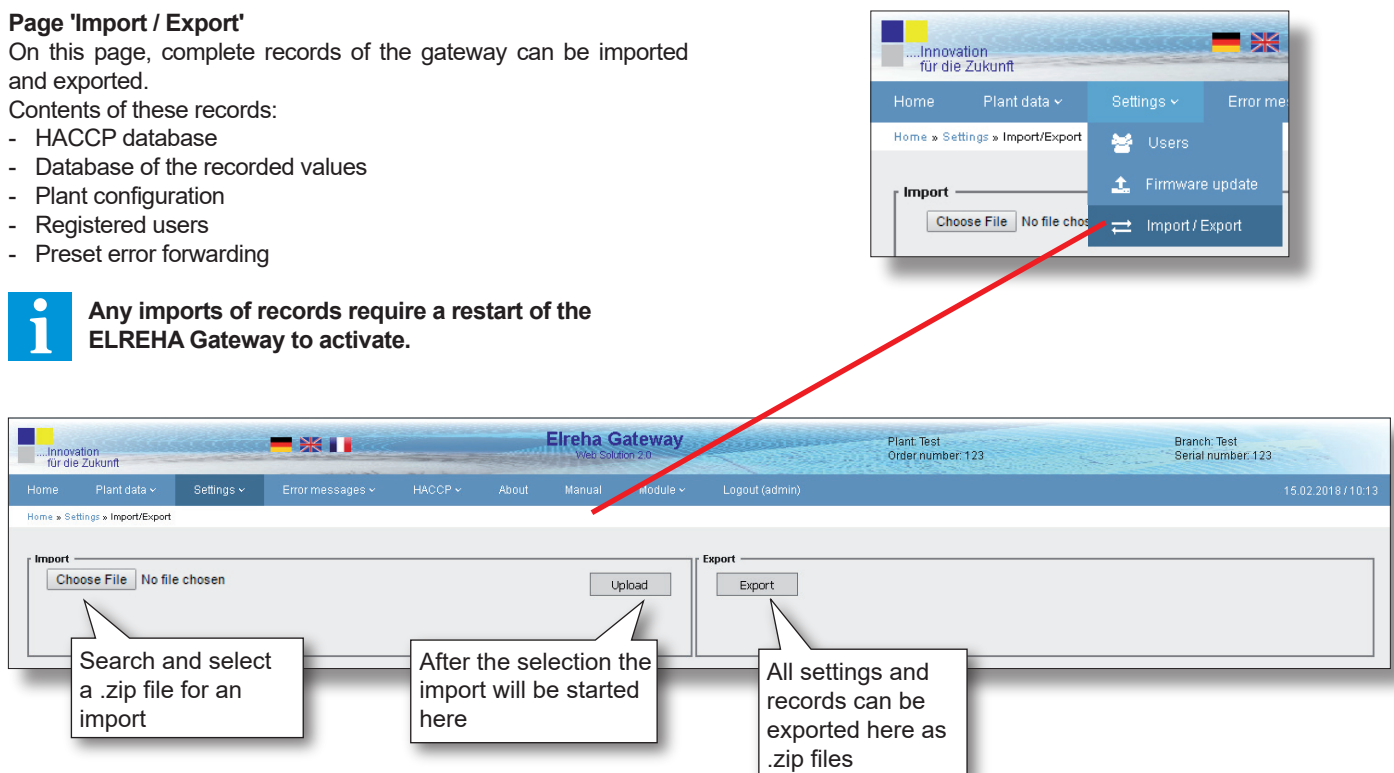 Page 'Import / Export'
On this page, complete records of the gateway can be imported
and exported.
Contents of these records:
- HACCP database
- Database of the recorded values
- Plant configuration
- Registered users
- Preset error forwarding
i
Any imports of records require a restart of the
ELREHA Gateway to activate.
....Innovation
für die Zukunft
Home Plant data Settings Error mes
Home » Settings » Import/Export
Users
Firmware update
Import / Export
Import
Choose File No file chos
....Innovation
für die Zukunft
Elreha Gateway
Web Solution 2.0
Plant: Test
Order number: 123
Branch: Test
Serial number: 123
Home Plant data Settings Error messages HACCP About Manual Module Logout (admin) 15.02.2018 / 10:13
Home » Settings » Import/Export
Import
Choose File No file chosen Upload
Export
Export
Search and select
a .zip file for an
import
After the selection the
import will be started
here
All settings and
records can be
exported here as
.zip files